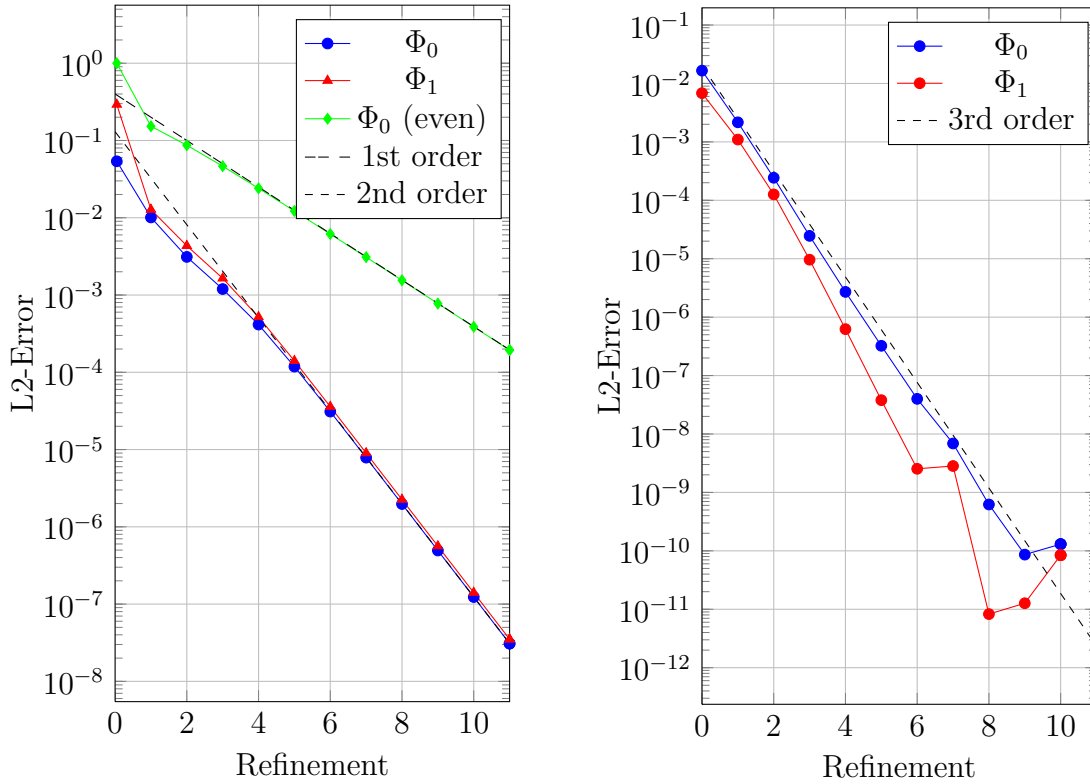 Φ₀
Φ₁
Φ₀ (even)
1st order
2nd order
10⁰
10⁻¹
10⁻²
10⁻³
10⁻⁴
10⁻⁵
10⁻⁶
10⁻⁷
10⁻⁸
L2-Error
0 2 4 6 8 10
Refinement
Φ₀
Φ₁
3rd order
10⁻¹
10⁻²
10⁻³
10⁻⁴
10⁻⁵
10⁻⁶
10⁻⁷
10⁻⁸
10⁻⁹
10⁻¹⁰
10⁻¹¹
10⁻¹²
L2-Error
0 2 4 6 8 10
Refinement